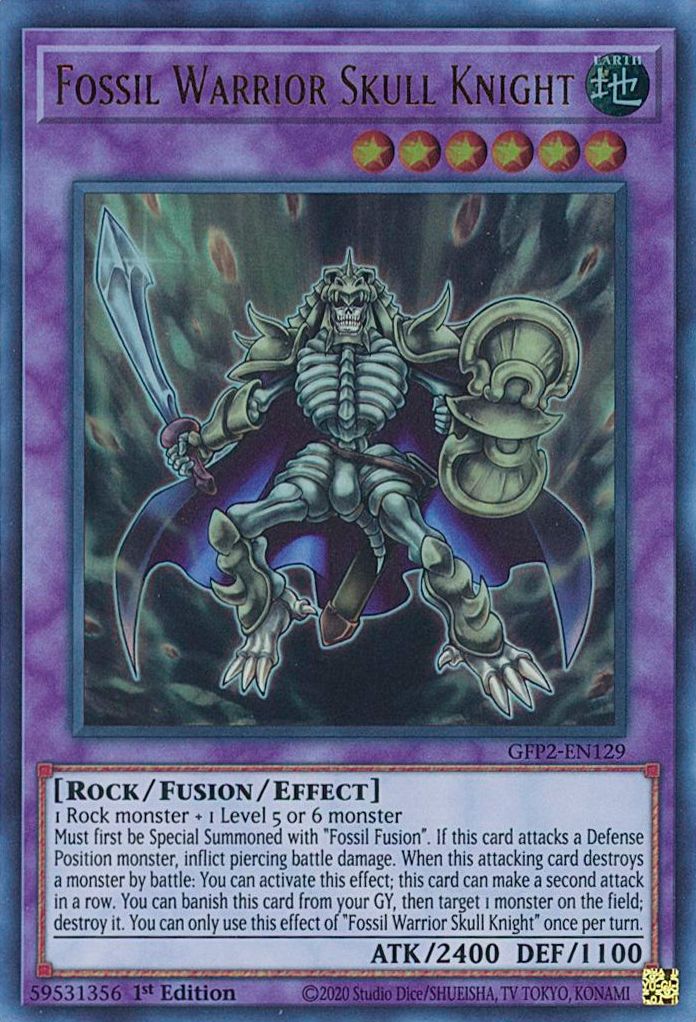 Fossil Warrior Skull Knight
EARTH
地
GFP2-EN129
[Rock/Fusion/Effect]
1 Rock monster + 1 Level 5 or 6 monster
Must first be Special Summoned with "Fossil Fusion". If this card attacks a Defense
Position monster, inflict piercing battle damage. When this attacking card destroys
a monster by battle: You can activate this effect; this card can make a second attack
in a row. You can banish this card from your GY, then target 1 monster on the field;
destroy it. You can only use this effect of "Fossil Warrior Skull Knight" once per turn.
ATK/2400 DEF/1100
59531356 1st Edition ©2020 Studio Dice/SHUEISHA, TV TOKYO, KONAMI